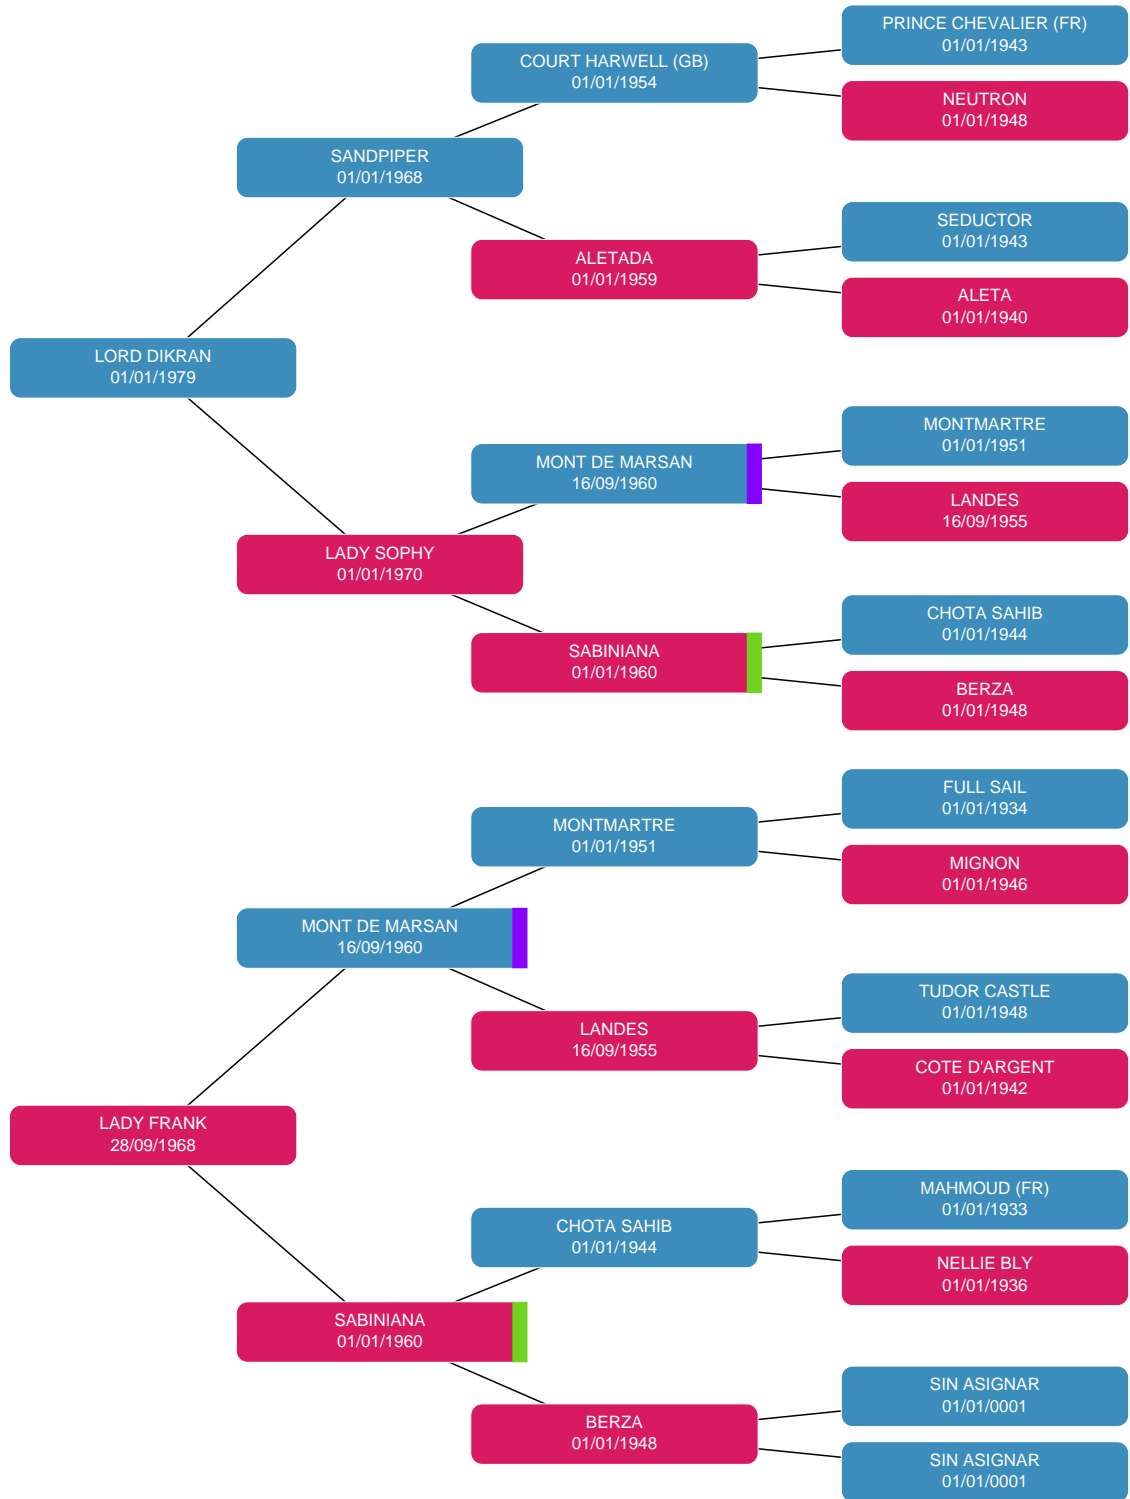 PRINCE CHEVALIER (FR)
01/01/1943
COURT HARWELL (GB)
01/01/1954
NEUTRON
01/01/1948
SANDPIPER
01/01/1968
SEDUCTOR
01/01/1943
ALETADA
01/01/1959
ALETA
01/01/1940
LORD DIKRAN
01/01/1979
MONTMARTRE
01/01/1951
MONT DE MARSAN
16/09/1960
LANDES
16/09/1955
LADY SOPHY
01/01/1970
CHOTA SAHIB
01/01/1944
SABINIANA
01/01/1960
BERZA
01/01/1948
FULL SAIL
01/01/1934
MONTMARTRE
01/01/1951
MIGNON
01/01/1946
MONT DE MARSAN
16/09/1960
TUDOR CASTLE
01/01/1948
LANDES
16/09/1955
COTE D'ARGENT
01/01/1942
LADY FRANK
28/09/1968
MAHMOUD (FR)
01/01/1933
CHOTA SAHIB
01/01/1944
NELLIE BLY
01/01/1936
SABINIANA
01/01/1960
SIN ASIGNAR
01/01/0001
BERZA
01/01/1948
SIN ASIGNAR
01/01/0001